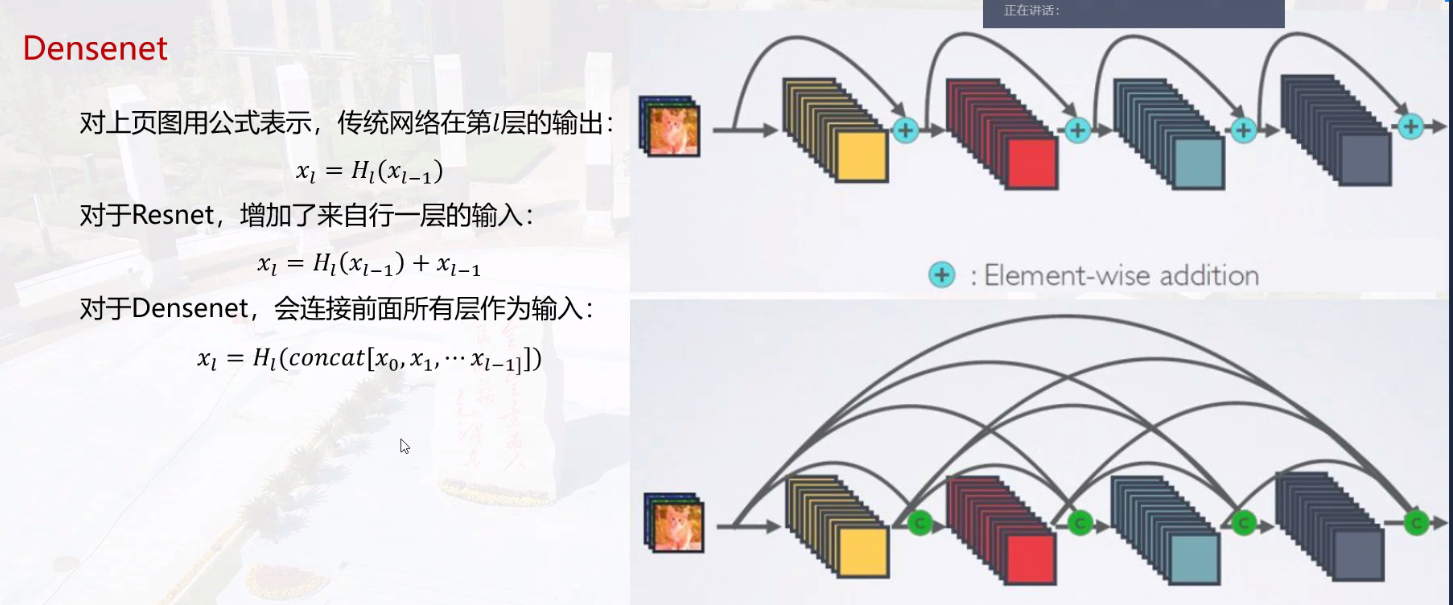 正在讲话:
Densenet
对上页图用公式表示，传统网络在第l层的输出：
x_l = H_l(x_{l−1})
对于Resnet，增加了来自行一层的输入：
x_l = H_l(x_{l−1}) + x_{l−1}
对于Densenet，会连接前面所有层作为输入：
x_l = H_l(concat[x_0, x_1, ⋯ x_{l−1]}])
+ + + +
+ : Element-wise addition
C C C C